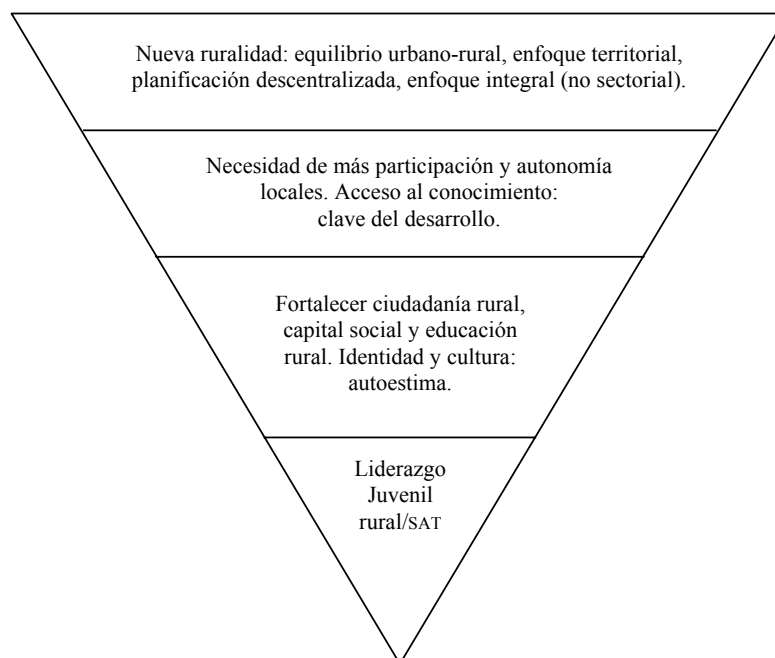 Nueva ruralidad: equilibrio urbano-rural, enfoque territorial,
planificación descentralizada, enfoque integral (no sectorial).
Necesidad de más participación y autonomía
locales. Acceso al conocimiento:
clave del desarrollo.
Fortalecer ciudadanía rural,
capital social y educación
rural. Identidad y cultura:
autoestima.
Liderazgo
Juvenil
rural/SAT